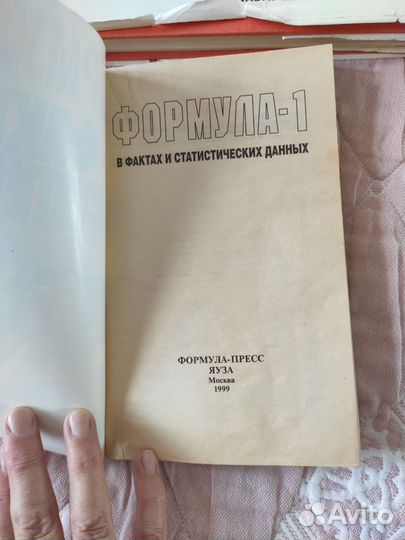 ФОРМУЛА-1
В ФАКТАХ И СТАТИСТИЧЕСКИХ ДАННЫХ
ФОРМУЛА-ПРЕСС
ЯУЗА
Москва
1999
Avito